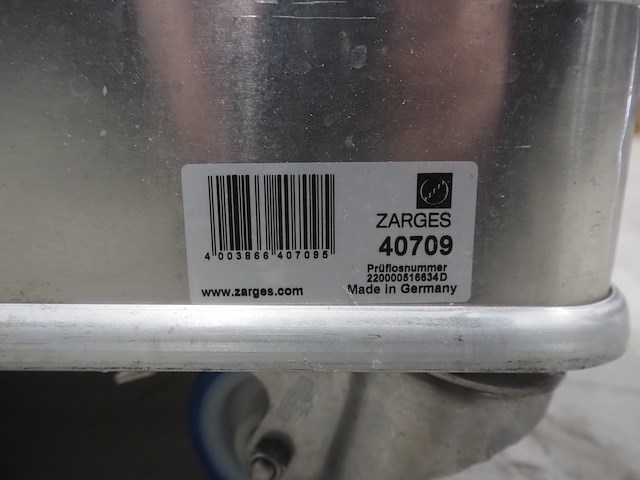 4 003866 407095
www.zarges.com
ZARGES
40709
Prüflosnummer
220000516634D
Made in Germany